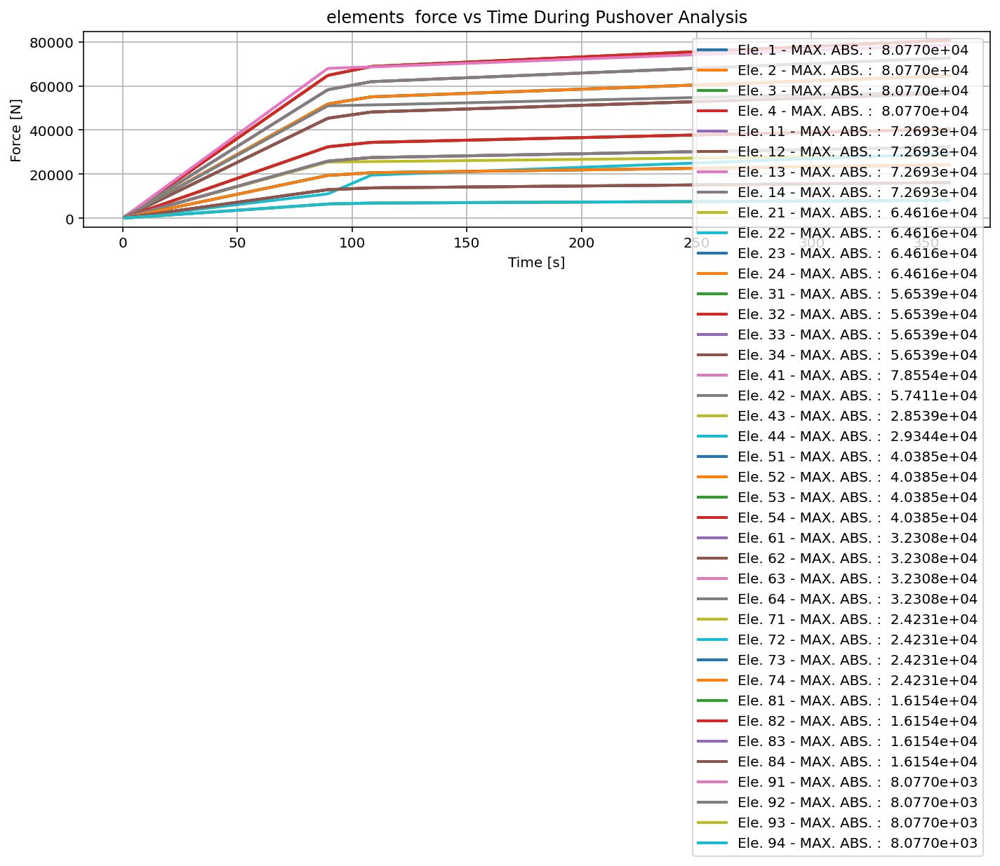 elements  force vs Time During Pushover Analysis
80000
60000
40000
20000
0
Force [N]
0 50 100 150 200 250 300 350
Time [s]
Ele. 1 - MAX. ABS. :  8.0770e+04
Ele. 2 - MAX. ABS. :  8.0770e+04
Ele. 3 - MAX. ABS. :  8.0770e+04
Ele. 4 - MAX. ABS. :  8.0770e+04
Ele. 11 - MAX. ABS. :  7.2693e+04
Ele. 12 - MAX. ABS. :  7.2693e+04
Ele. 13 - MAX. ABS. :  7.2693e+04
Ele. 14 - MAX. ABS. :  7.2693e+04
Ele. 21 - MAX. ABS. :  6.4616e+04
Ele. 22 - MAX. ABS. :  6.4616e+04
Ele. 23 - MAX. ABS. :  6.4616e+04
Ele. 24 - MAX. ABS. :  6.4616e+04
Ele. 31 - MAX. ABS. :  5.6539e+04
Ele. 32 - MAX. ABS. :  5.6539e+04
Ele. 33 - MAX. ABS. :  5.6539e+04
Ele. 34 - MAX. ABS. :  5.6539e+04
Ele. 41 - MAX. ABS. :  7.8554e+04
Ele. 42 - MAX. ABS. :  5.7411e+04
Ele. 43 - MAX. ABS. :  2.8539e+04
Ele. 44 - MAX. ABS. :  2.9344e+04
Ele. 51 - MAX. ABS. :  4.0385e+04
Ele. 52 - MAX. ABS. :  4.0385e+04
Ele. 53 - MAX. ABS. :  4.0385e+04
Ele. 54 - MAX. ABS. :  4.0385e+04
Ele. 61 - MAX. ABS. :  3.2308e+04
Ele. 62 - MAX. ABS. :  3.2308e+04
Ele. 63 - MAX. ABS. :  3.2308e+04
Ele. 64 - MAX. ABS. :  3.2308e+04
Ele. 71 - MAX. ABS. :  2.4231e+04
Ele. 72 - MAX. ABS. :  2.4231e+04
Ele. 73 - MAX. ABS. :  2.4231e+04
Ele. 74 - MAX. ABS. :  2.4231e+04
Ele. 81 - MAX. ABS. :  1.6154e+04
Ele. 82 - MAX. ABS. :  1.6154e+04
Ele. 83 - MAX. ABS. :  1.6154e+04
Ele. 84 - MAX. ABS. :  1.6154e+04
Ele. 91 - MAX. ABS. :  8.0770e+03
Ele. 92 - MAX. ABS. :  8.0770e+03
Ele. 93 - MAX. ABS. :  8.0770e+03
Ele. 94 - MAX. ABS. :  8.0770e+03